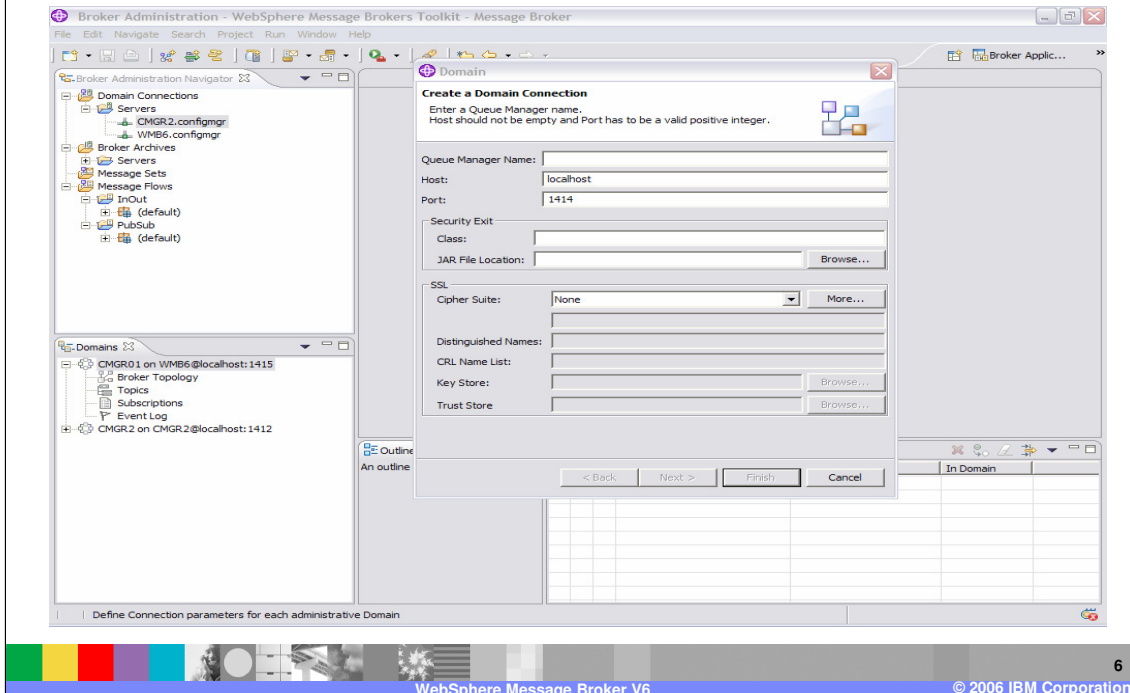 Broker Administration - WebSphere Message Brokers Toolkit - Message Broker
File Edit Navigate Search Project Run Window Help
Broker Applic...
Broker Administration Navigator
Domain Connections
Servers
CMGR2.configmgr
WMB6.configmgr
Broker Archives
Servers
Message Sets
Message Flows
InOut
(default)
PubSub
(default)
Domains
CMGR01 on WMB6@localhost:1415
Broker Topology
Topics
Subscriptions
Event Log
CMGR2 on CMGR2@localhost:1412
Domain
Create a Domain Connection
Enter a Queue Manager name.
Host should not be empty and Port has to be a valid positive integer.
Queue Manager Name:
Host: localhost
Port: 1414
Security Exit
Class:
JAR File Location: Browse...
SSL
Cipher Suite: None More...
Distinguished Names:
CRL Name List:
Key Store: Browse...
Trust Store Browse...
< Back Next > Finish Cancel
Outline
An outline
In Domain
Define Connection parameters for each administrative Domain
6
WebSphere Message Broker V6
© 2006 IBM Corporation